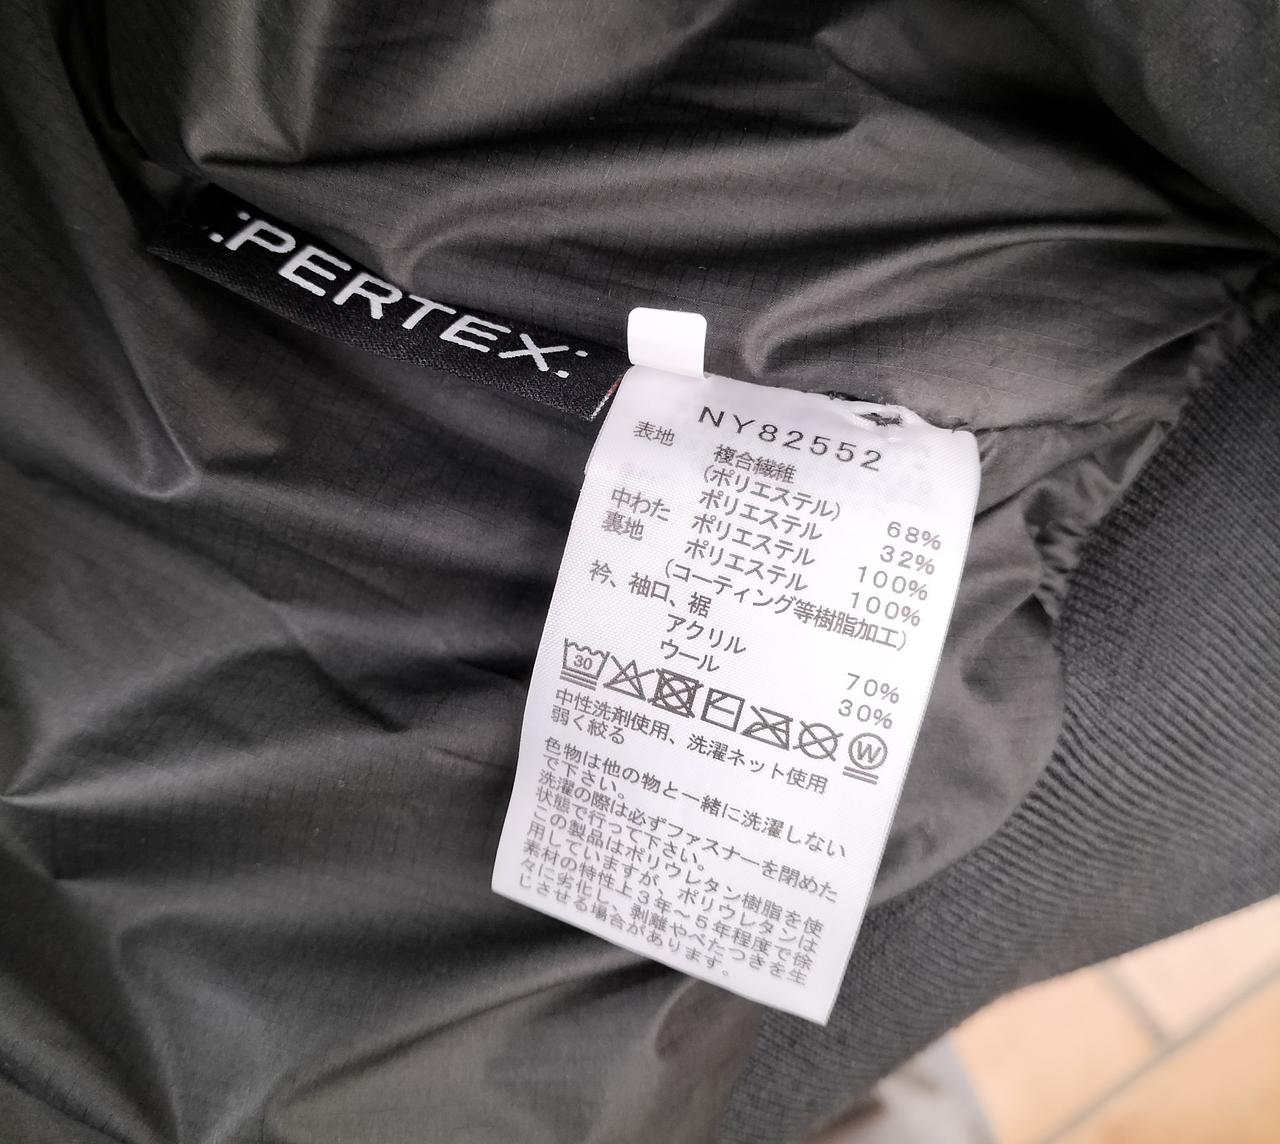 PERTEX
NY82552
表地 複合繊維
(ポリエステル) 68%
ポリエステル 32%
中わた ポリエステル 100%
裏地 ポリエステル 100%
(コーティング等樹脂加工)
衿、袖口、裾
アクリル 70%
ウール 30%
30 W
中性洗剤使用、洗濯ネット使用
弱く絞る
色物は他の物と一緒に洗濯しない
で下さい。
洗濯の際は必ずファスナーを閉めた
状態で行って下さい。
この製品はポリウレタン樹脂を使
用していますが、ポリウレタンは
素材の特性上3年～5年程度で徐
々に劣化し、剥離やべたつきを生
じさせる場合があります。